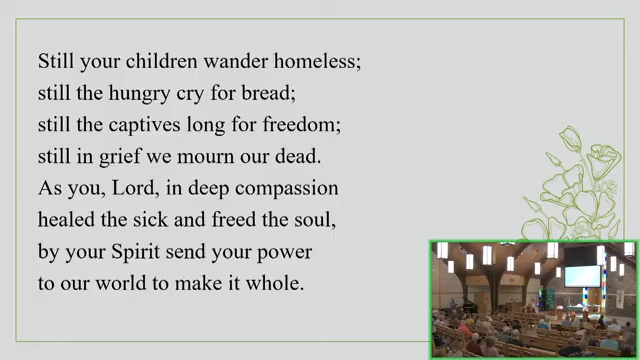 Still your children wander homeless;
still the hungry cry for bread;
still the captives long for freedom;
still in grief we mourn our dead.
As you, Lord, in deep compassion
healed the sick and freed the soul,
by your Spirit send your power
to our world to make it whole.